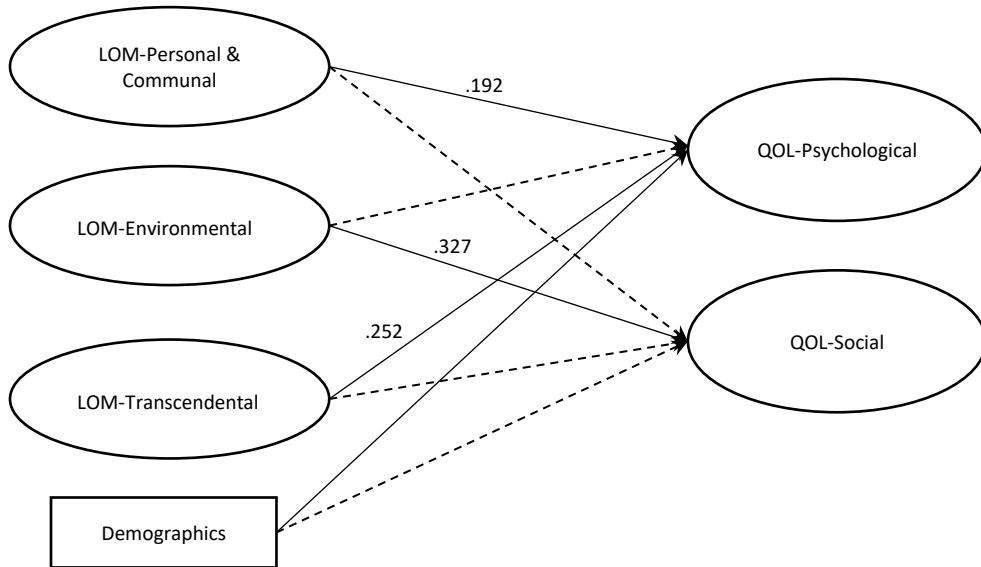 LOM-Personal &
Communal
.192
QOL-Psychological
LOM-Environmental
.327
.252
QOL-Social
LOM-Transcendental
Demographics